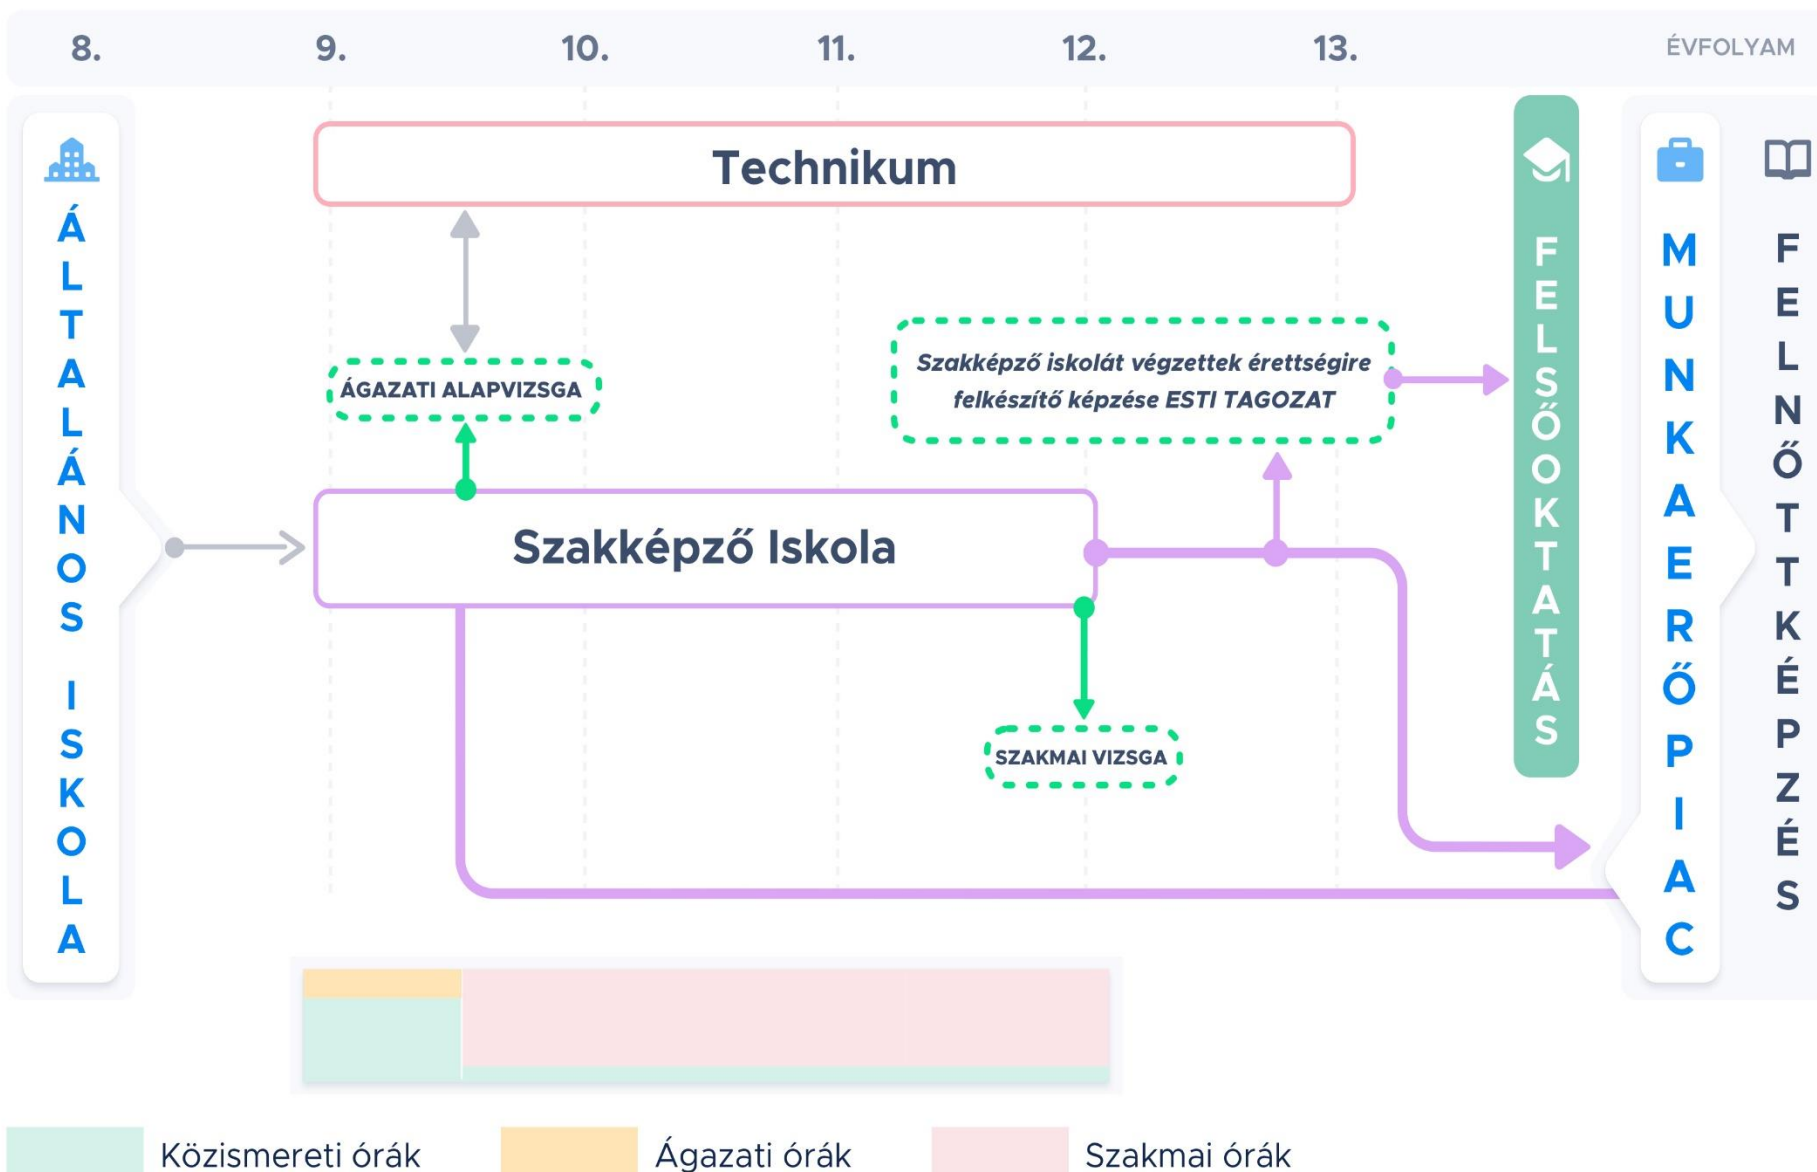 8. 9. 10. 11. 12. 13. ÉVFOLYAM
ÁLTALÁNOS ISKOLA
Technikum
ÁGAZATI ALAPVIZSGA
Szakképző iskolát végzettek érettségire
felkészítő képzése ESTI TAGOZAT
Szakképző Iskola
SZAKMAI VIZSGA
FELSŐOKTATÁS
MUNKAERŐPIAC
FELNŐTTKÉPZÉS
Közismereti órák
Ágazati órák
Szakmai órák